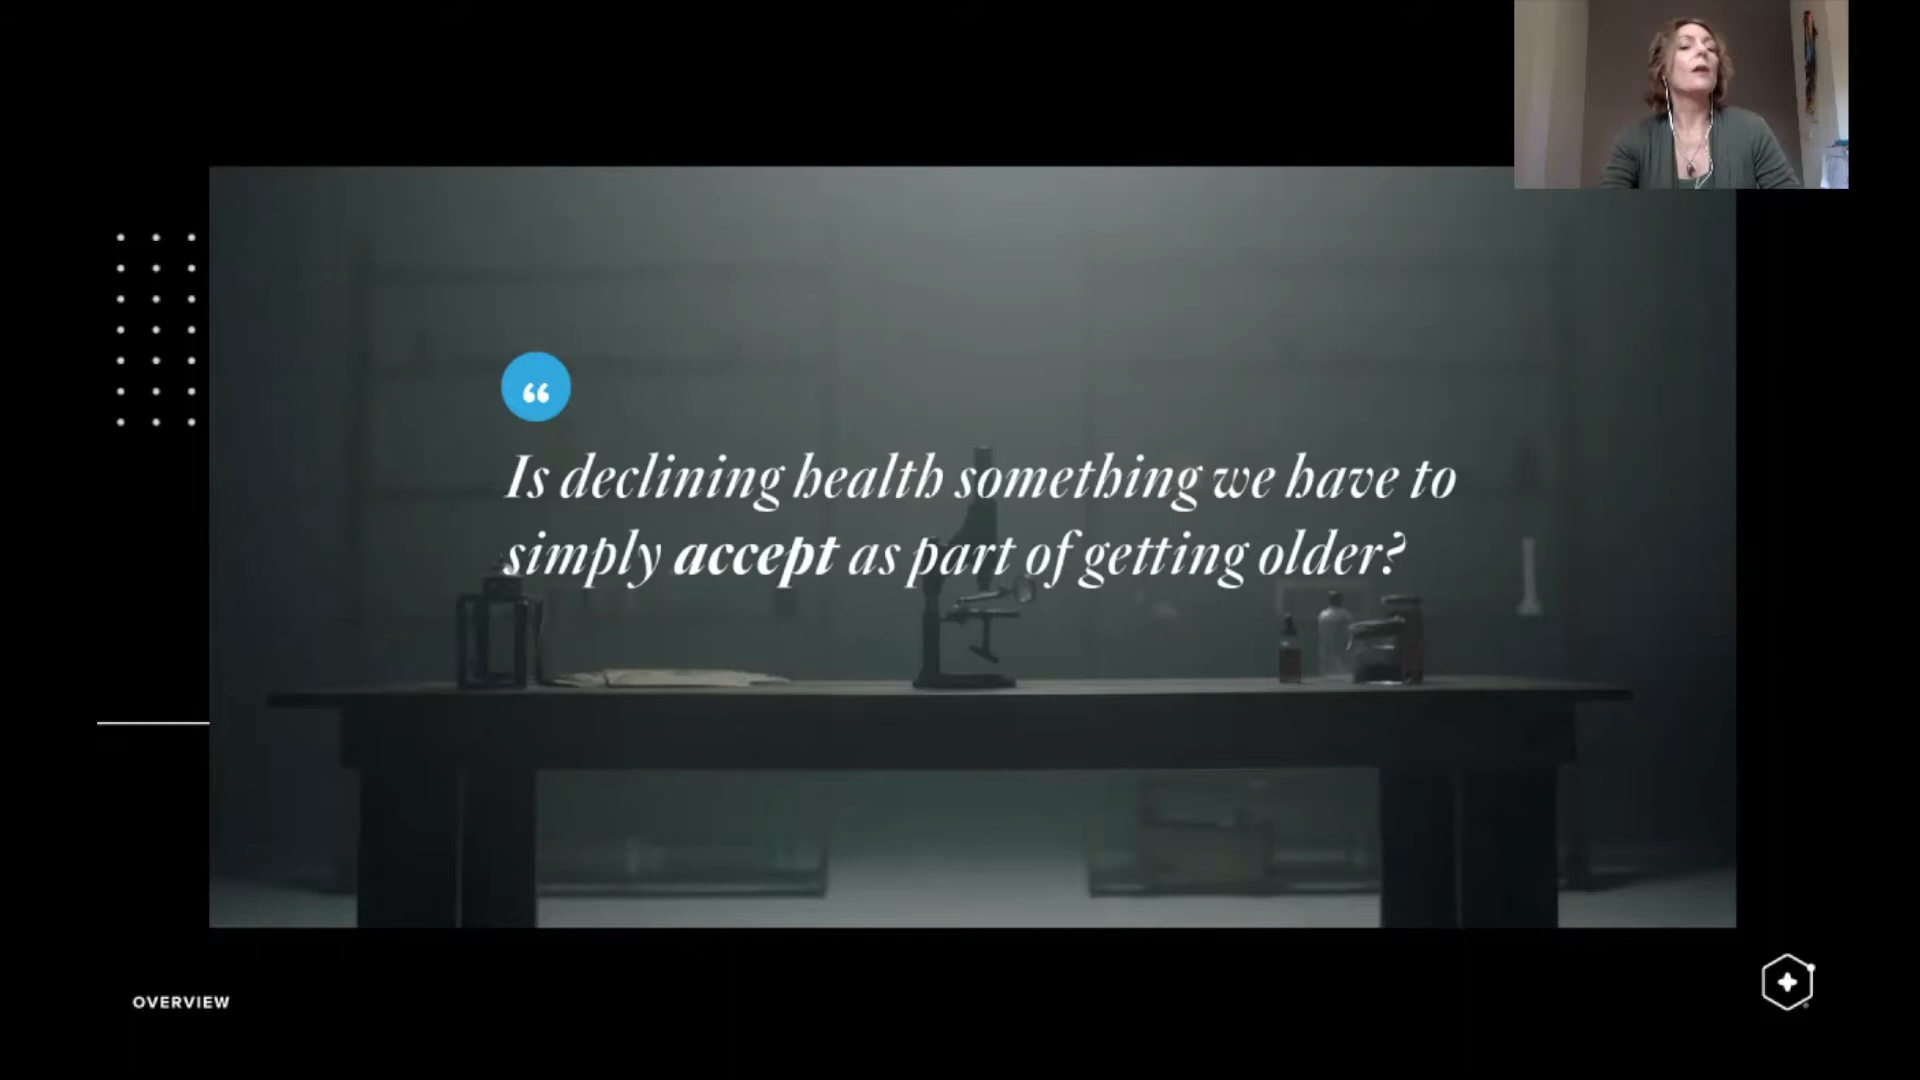 “
Is declining health something we have to
simply accept as part of getting older?
OVERVIEW